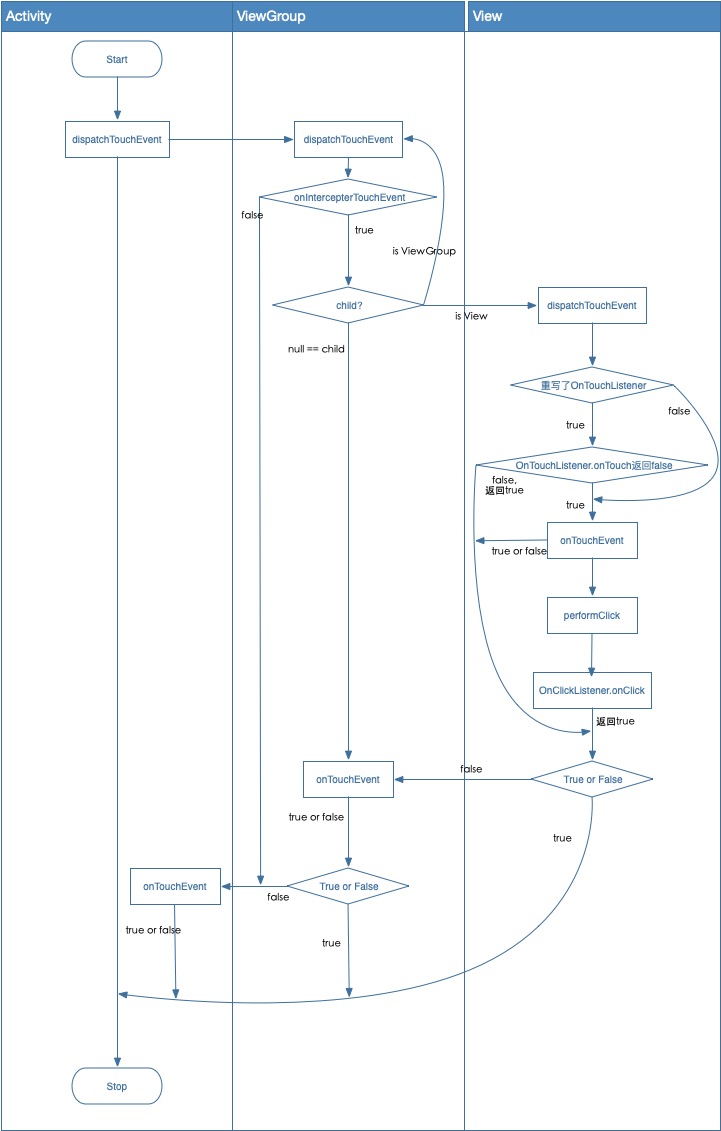 Activity
ViewGroup
View
Start
dispatchTouchEvent
dispatchTouchEvent
onIntercepterTouchEvent
false
true
is ViewGroup
child?
is View
dispatchTouchEvent
null == child
重写了OnTouchListener
false
true
OnTouchListener.onTouch返回false
false,
返回true
true
onTouchEvent
true or false
performClick
OnClickListener.onClick
返回true
onTouchEvent
false
True or False
true or false
true
onTouchEvent
True or False
false
true or false
true
Stop